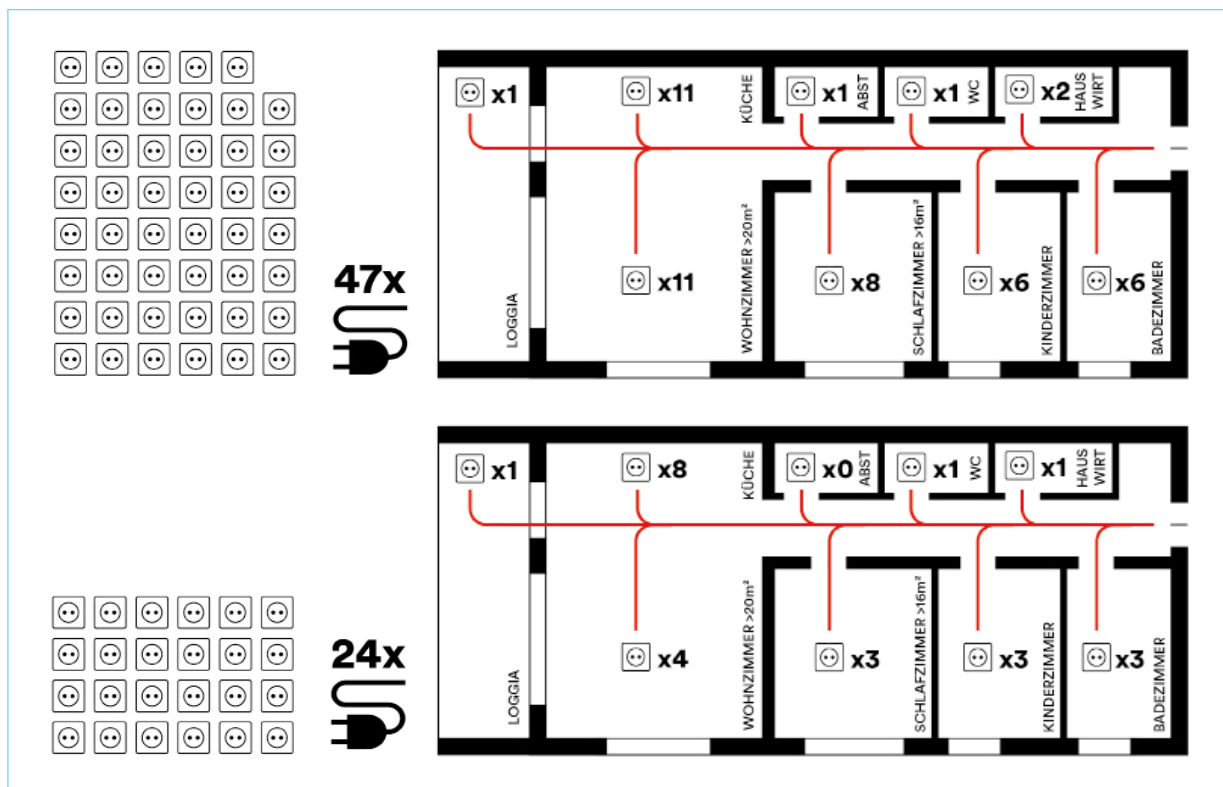 47x
x1
x11
KÜCHE
x1
ABST
x1
WC
x2
HAUS
WIRT
LOGGIA
x11
WOHNZIMMER >20m²
x8
SCHLAFZIMMER >16m²
x6
KINDERZIMMER
x6
BADEZIMMER
24x
x1
x8
KÜCHE
x0
ABST
x1
WC
x1
HAUS
WIRT
LOGGIA
x4
WOHNZIMMER >20m²
x3
SCHLAFZIMMER >16m²
x3
KINDERZIMMER
x3
BADEZIMMER